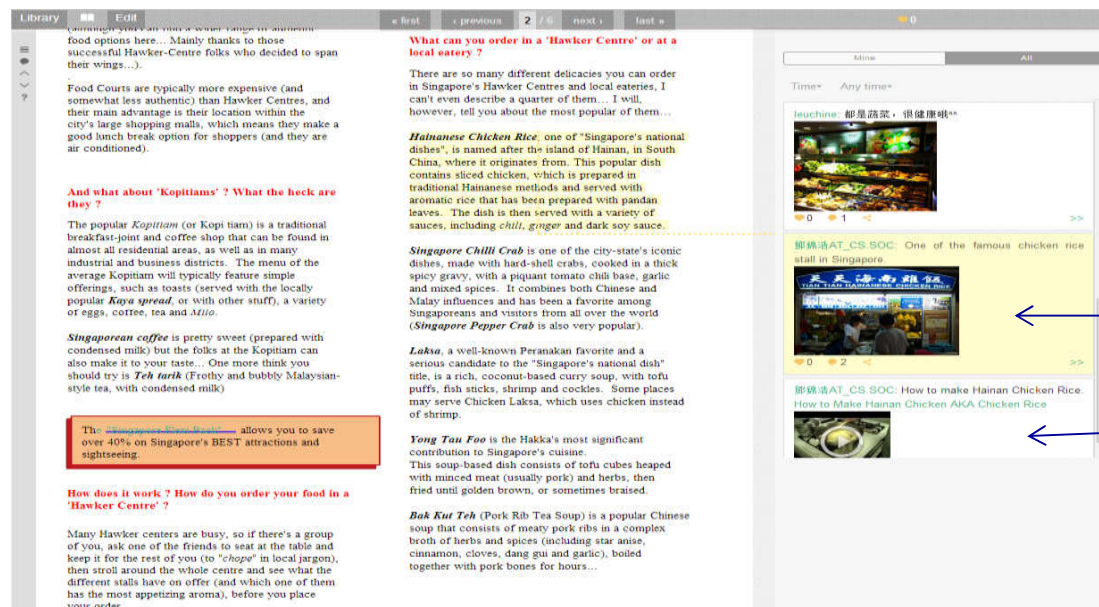 Library Edit
« first ‹ previous 2 / 6 next › last »
0
food options here... Mainly thanks to those
successful Hawker-Centre folks who decided to span
their wings...).
.
Food Courts are typically more expensive (and
somewhat less authentic) than Hawker Centres, and
their main advantage is their location within the
city's large shopping malls, which means they make a
good lunch break option for shoppers (and they are
air conditioned).
And what about 'Kopitiams' ? What the heck are
they ?
The popular Kopitiam (or Kopi tiam) is a traditional
breakfast-joint and coffee shop that can be found in
almost all residential areas, as well as in many
industrial and business districts. The menu of the
average Kopitiam will typically feature simple
offerings, such as toasts (served with the locally
popular Kaya spread, or with other stuff), a variety
of eggs, coffee, tea and Milo.
Singaporean coffee is pretty sweet (prepared with
condensed milk) but the folks at the Kopitiam can
also make it to your taste... One more think you
should try is Teh tarik (Frothy and bubbly Malaysian-
style tea, with condensed milk)
The allows you to save
over 40% on Singapore's BEST attractions and
sightseeing.
How does it work ? How do you order your food in a
'Hawker Centre' ?
Many Hawker centers are busy, so if there's a group
of you, ask one of the friends to seat at the table and
keep it for the rest of you (to "chope" in local jargon),
then stroll around the whole centre and see what the
different stalls have on offer (and which one of them
has the most appetizing aroma), before you place
your order
What can you order in a 'Hawker Centre' or at a
local eatery ?
There are so many different delicacies you can order
in Singapore's Hawker Centres and local eateries, I
can't even describe a quarter of them... I will,
however, tell you about the most popular of them...
Hainanese Chicken Rice, one of "Singapore's national
dishes", is named after the island of Hainan, in South
China, where it originates from. This popular dish
contains sliced chicken, which is prepared in
traditional Hainanese methods and served with
aromatic rice that has been prepared with pandan
leaves. The dish is then served with a variety of
sauces, including chili, ginger and dark soy sauce.
Singapore Chilli Crab is one of the city-state's iconic
dishes, made with hard-shell crabs, cooked in a thick
spicy gravy, with a piquant tomato chili base, garlic
and mixed spices. It combines both Chinese and
Malay influences and has been a favorite among
Singaporeans and visitors from all over the world
(Singapore Pepper Crab is also very popular).
Laksa, a well-known Peranakan favorite and a
serious candidate to the "Singapore's national dish"
title, is a rich, coconut-based curry soup, with tofu
puffs, fish sticks, shrimp and cockles. Some places
may serve Chicken Laksa, which uses chicken instead
of shrimp.
Yong Tau Foo is the Hakka's most significant
contribution to Singapore's cuisine.
This soup-based dish consists of tofu cubes heaped
with minced meat (usually pork) and herbs, then
fried until golden brown, or sometimes braised.
Bak Kut Teh (Pork Rib Tea Soup) is a popular Chinese
soup that consists of meaty pork ribs in a complex
broth of herbs and spices (including star anise,
cinnamon, cloves, dang gui and garlic), boiled
together with pork bones for hours...
Mine All
Time Any time
leuchine: 都是蔬菜，很健康哦^^
0 1 >>
AT_CS.SOC: One of the famous chicken rice
stall in Singapore.
天天海南雞飯
TIAN TIAN HAINANESE CHICKEN RICE
0 2 >>
AT_CS.SOC: How to make Hainan Chicken Rice.
How to Make Hainan Chicken AKA Chicken Rice